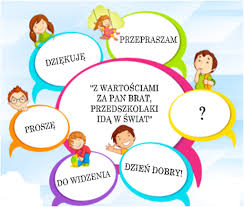 DZIĘKUJĘ
PRZEPRASZAM
"Z WARTOŚCIAMI
ZA PAN BRAT,
PRZEDSZKOLAKI
IDĄ W ŚWIAT"
?
PROSZĘ
DO WIDZENIA
DZIEŃ DOBRY!